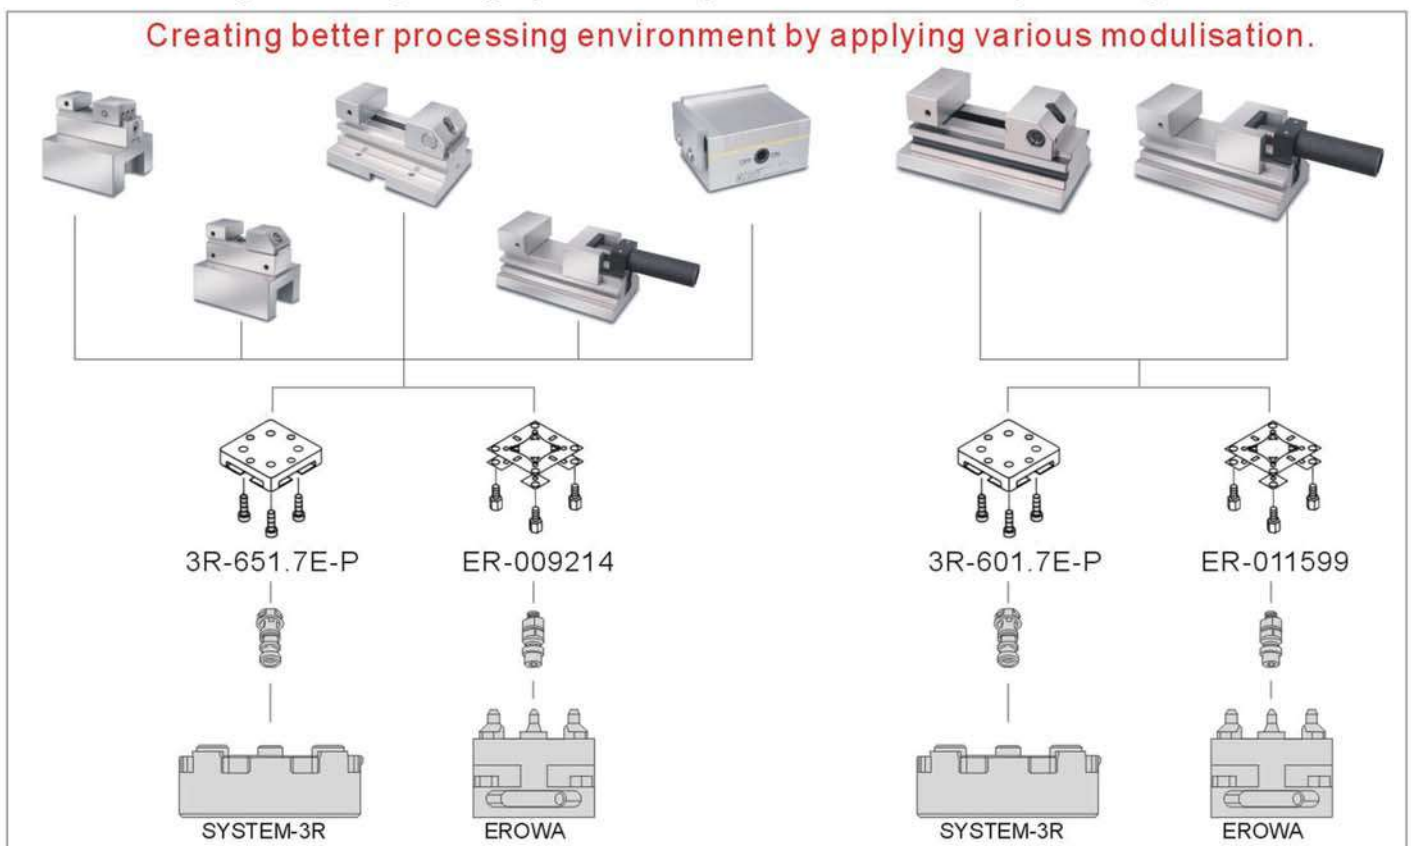 Creating better processing environment by applying various modulisation.
3R-651.7E-P
ER-009214
3R-601.7E-P
ER-011599
SYSTEM-3R
EROWA
SYSTEM-3R
EROWA